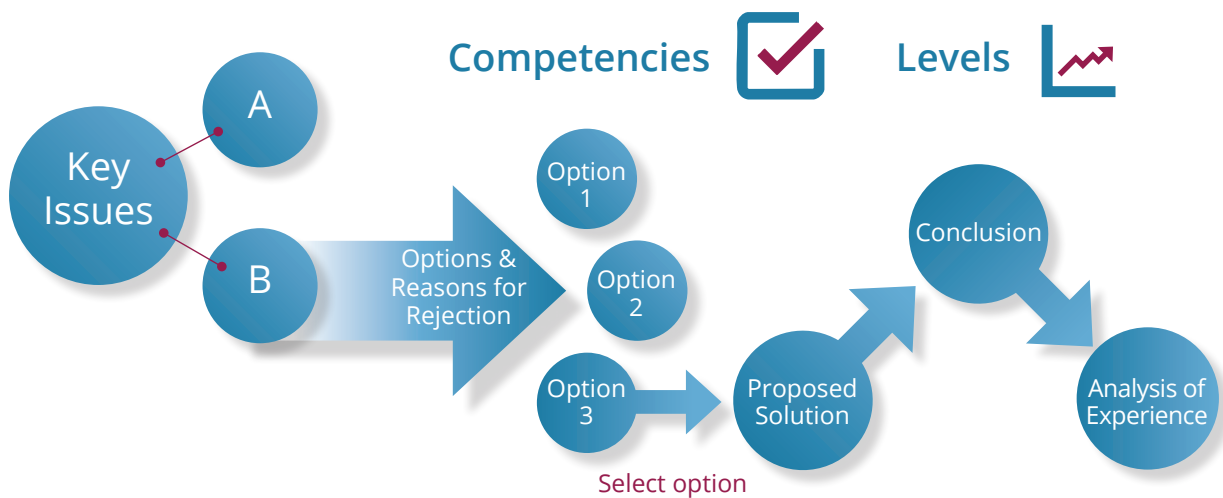 Competencies
Levels
Key
Issues
A
B
Options &
Reasons for
Rejection
Option
1
Option
2
Option
3
Select option
Proposed
Solution
Conclusion
Analysis of
Experience